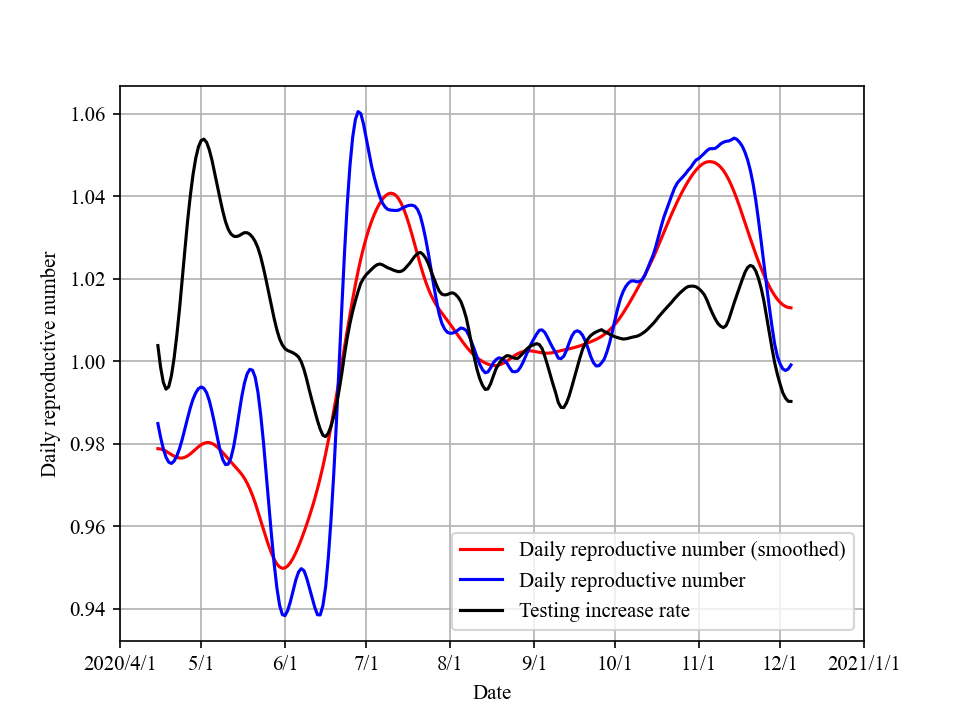 Daily reproductive number
1.06
1.04
1.02
1.00
0.98
0.96
0.94
Daily reproductive number (smoothed)
Daily reproductive number
Testing increase rate
2020/4/1 5/1 6/1 7/1 8/1 9/1 10/1 11/1 12/1 2021/1/1
Date